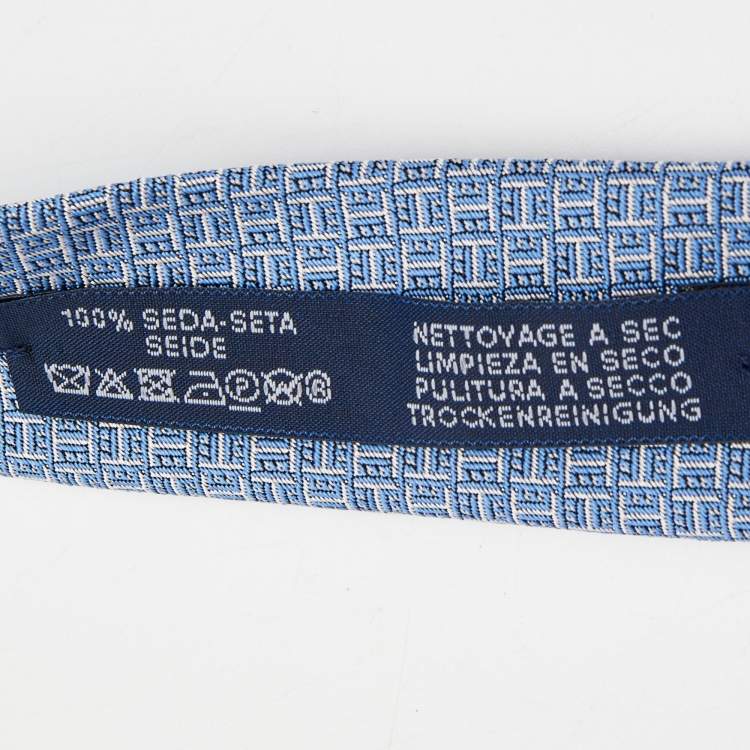 100% SEDA-SETA
SEIDE
NETTOYAGE A SEC
LIMPIEZA EN SECO
PULITURA A SECCO
TROCKENREINIGUNG